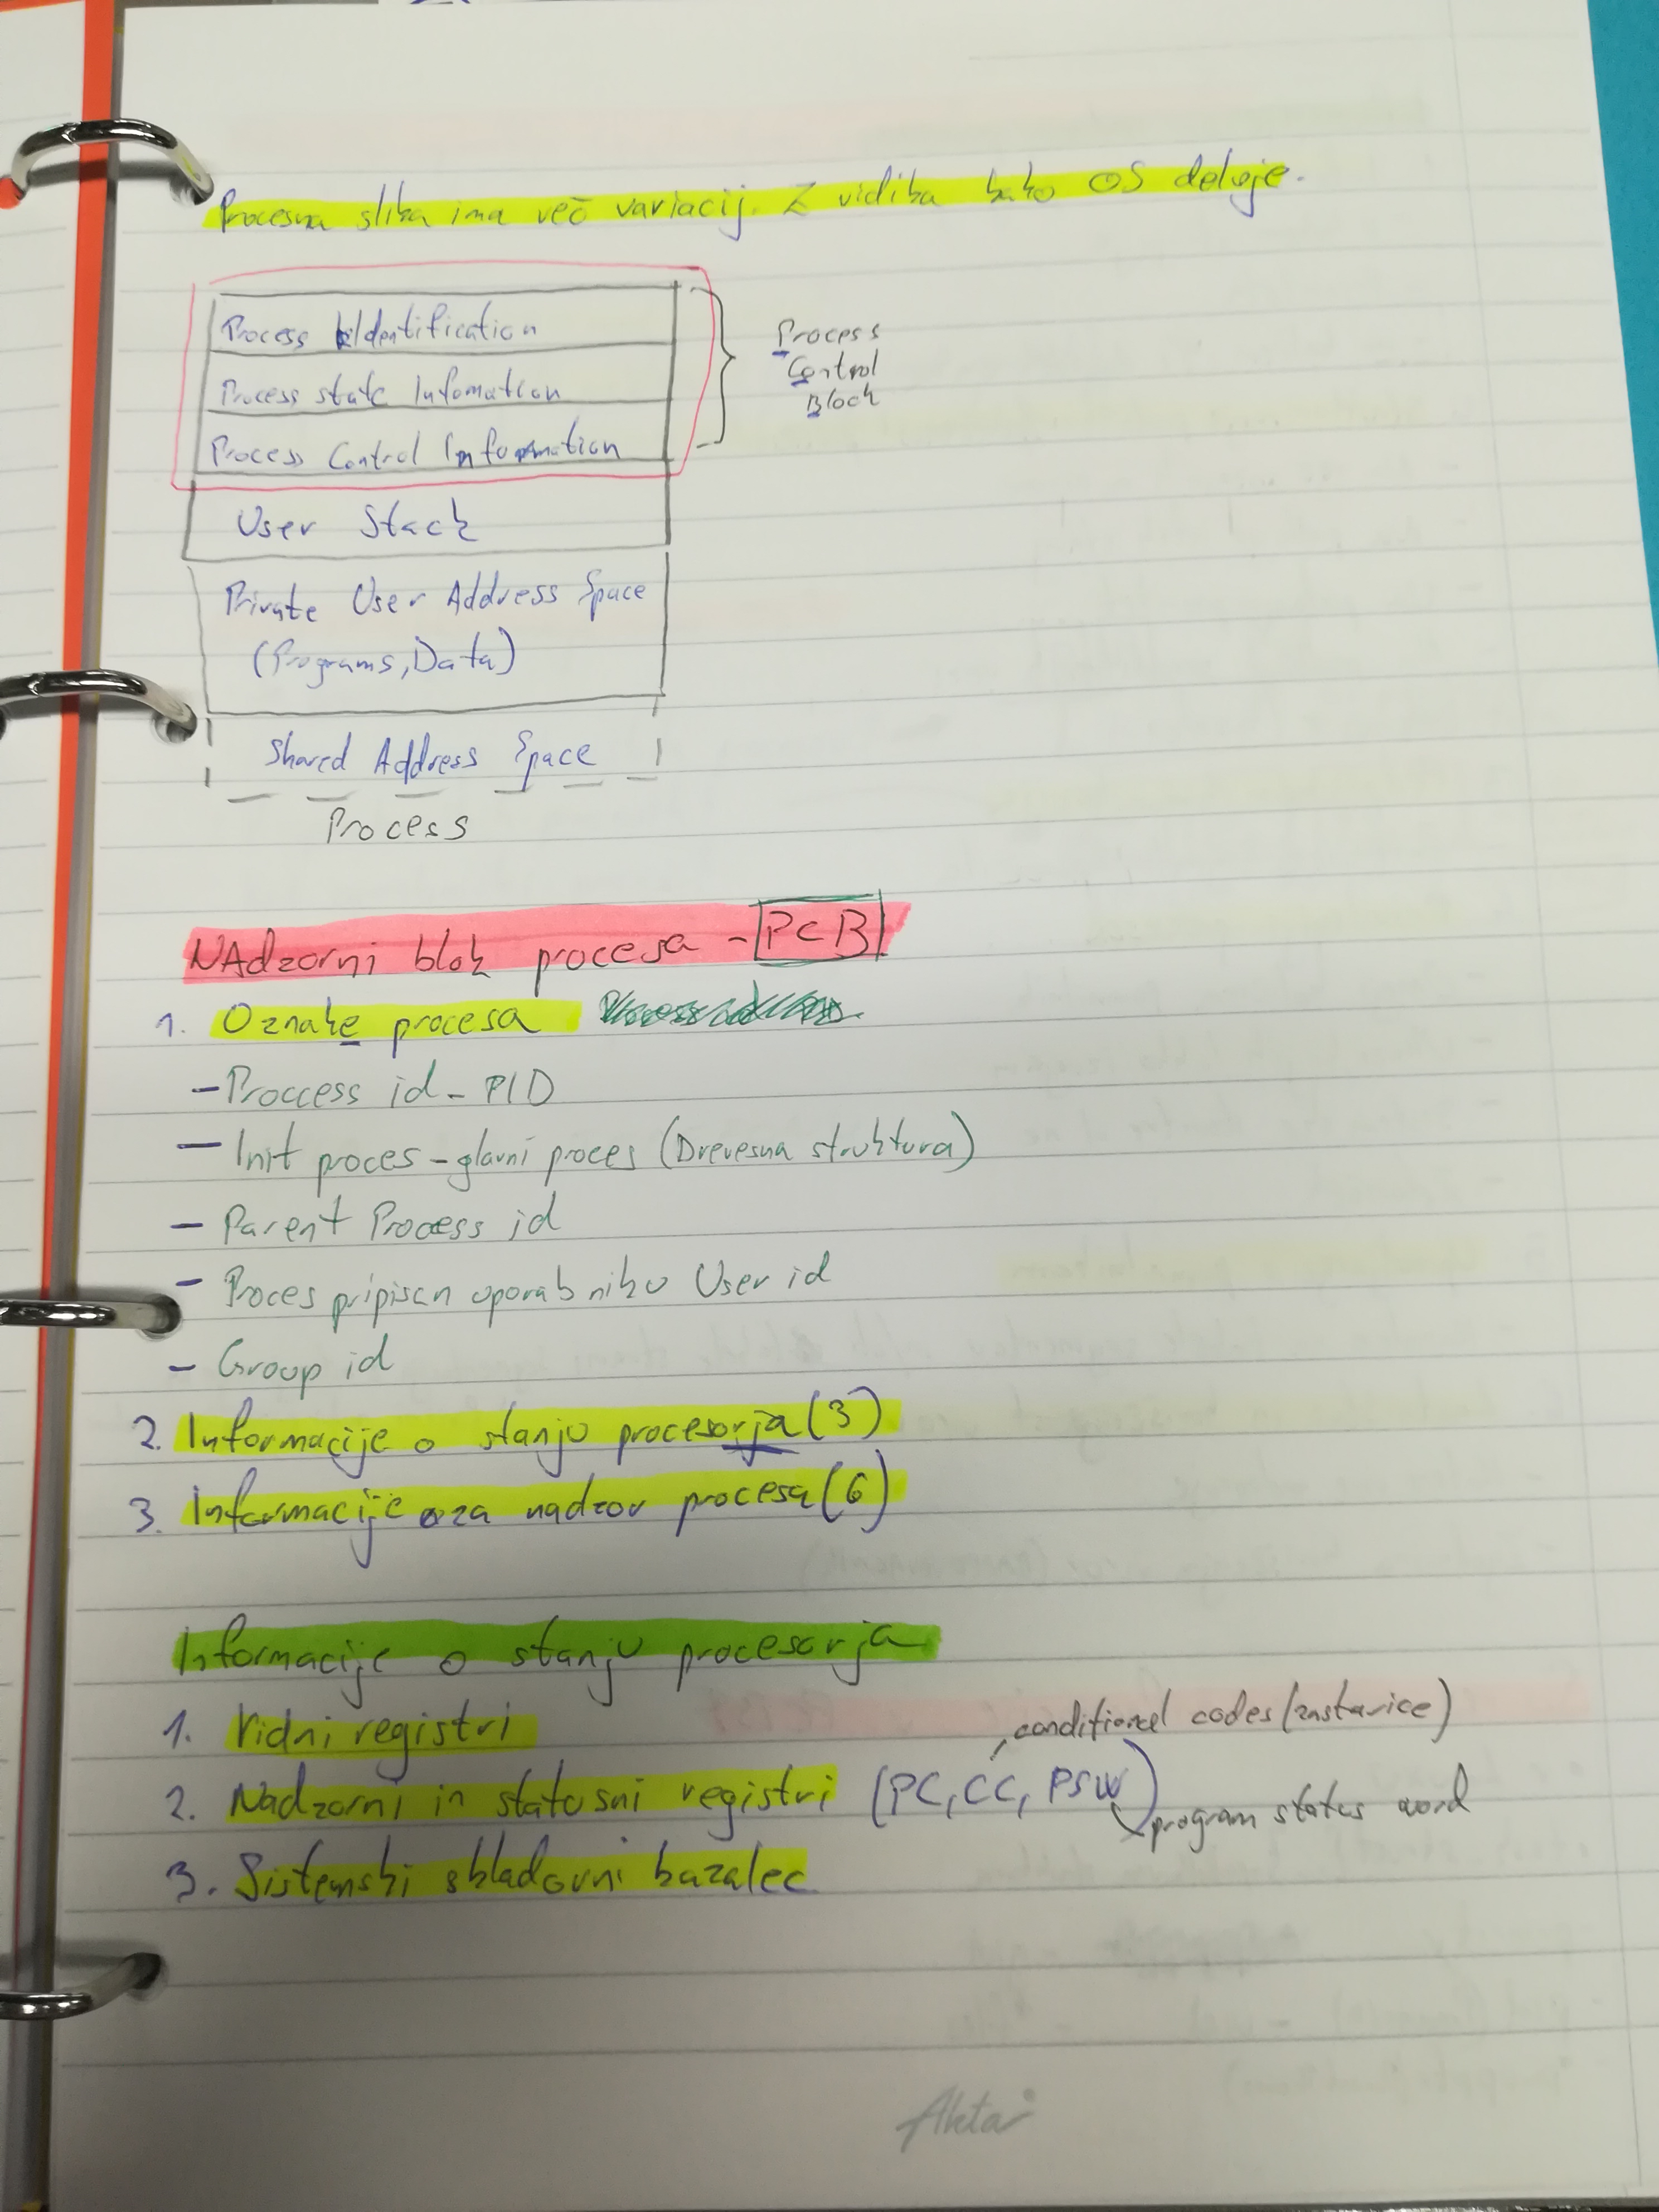 Procesna slika ima več variacij. Z vidika kako OS deluje.
Process Identification
Process state Infomation
Process Control Information
Process
Control
Block
User Stack
Private User Address Space
(Programs, Data)
Shared Address Space
Process
NAdzorni blok procesa - PCB
1. Oznake procesa
- Proccess id - PID
- Init proces - glavni proces (Drevesna struktura)
- Parent Process id
- Proces pripisan uporabniku User id
- Group id
2. Informacije o stanju procesorja (3)
3. Informacije za nadzor procesa (6)
Informacije o stanju procesorja
1. Vidni registri
conditional codes (zastavice)
2. Nadzorni in statusni registri (PC, CC, PSW)
program status word
3. Sistemski skladovni kazalec
Akta